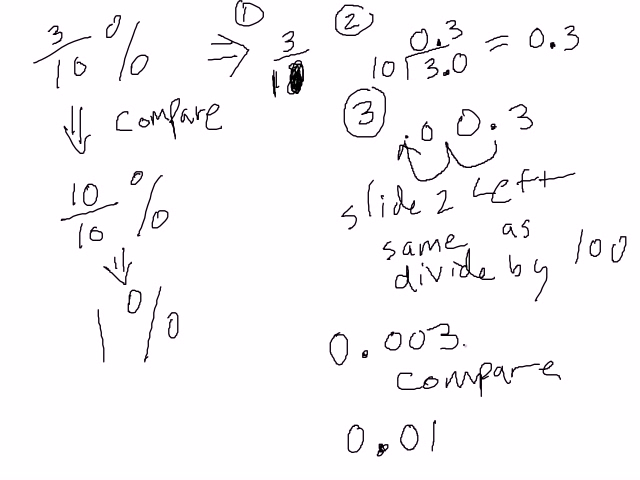 3/10 % ⇒ ① 3/10
⇓ compare
10/10 %
⇓
1%
② 0.3
10 3.0 = 0.3
③ .0 0.3
slide 2 left
same as
divide by 100
0.003.
compare
0.01